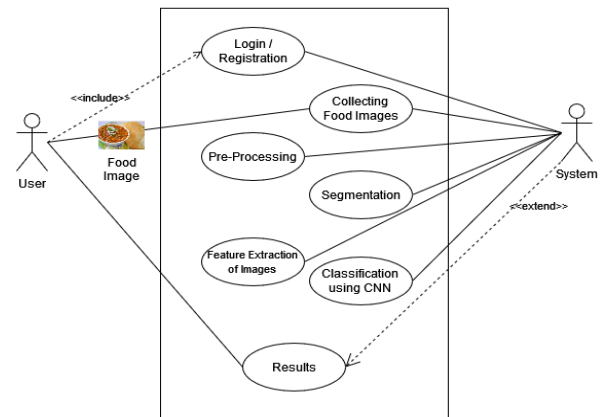 Login /
Registration
<<include>>
Collecting
Food Images
Food
Image
User
Pre-Processing
System
Segmentation
<<extend>>
Feature Extraction
of Images
Classification
using CNN
Results